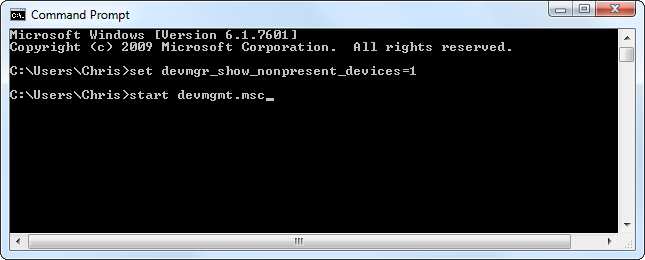 Command Prompt
Microsoft Windows [Version 6.1.7601]
Copyright (c) 2009 Microsoft Corporation.  All rights reserved.
C:\Users\Chris>set devmgr_show_nonpresent_devices=1
C:\Users\Chris>start devmgmt.msc_